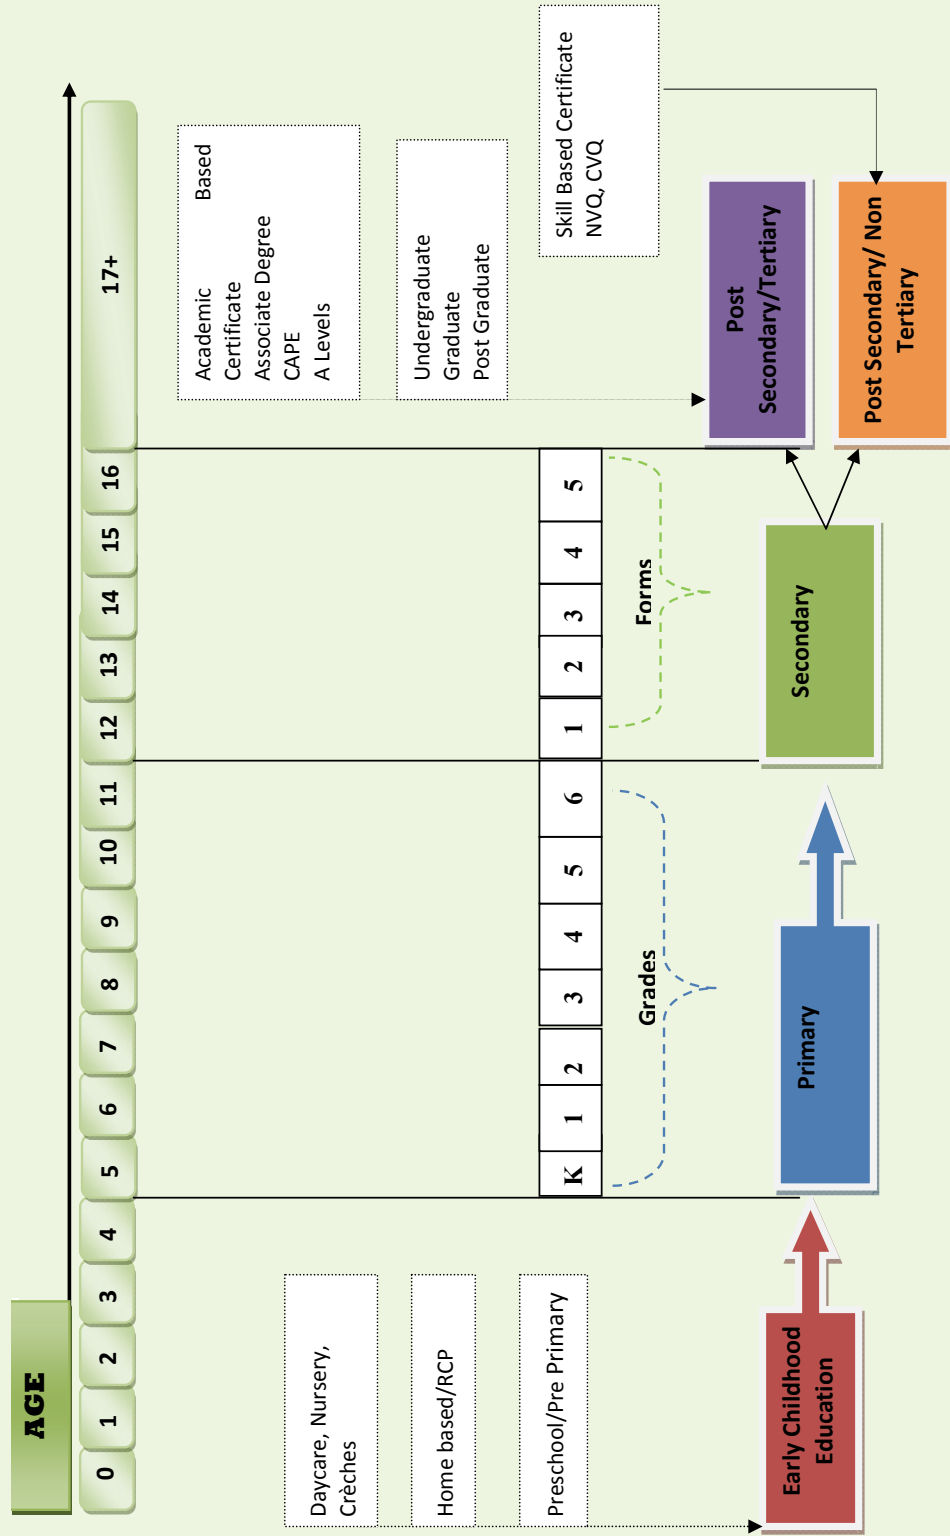 AGE
0 1 2 3 4 5 6 7 8 9 10 11 12 13 14 15 16 17+
Daycare, Nursery,
Crèches
Home based/RCP
Preschool/Pre Primary
Academic Based
Certificate
Associate Degree
CAPE
A Levels
Undergraduate
Graduate
Post Graduate
Skill Based Certificate
NVQ, CVQ
K 1 2 3 4 5 6 1 2 3 4 5
Grades
Forms
Early Childhood
Education
Primary
Secondary
Post
Secondary/Tertiary
Post Secondary/ Non
Tertiary